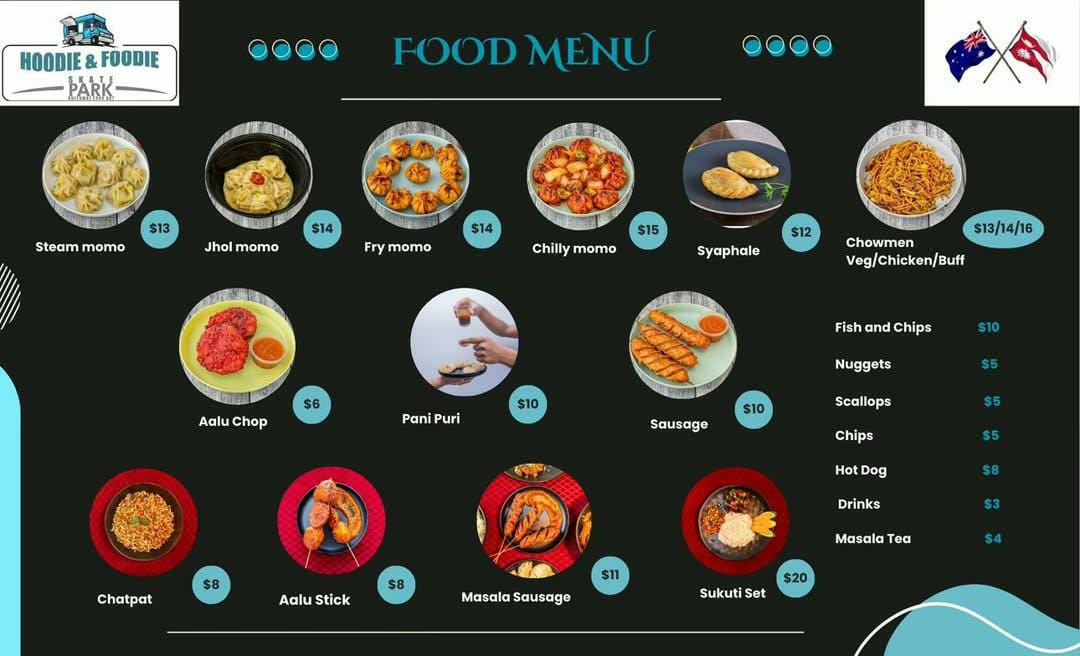 HOODIE & FOODIE
SKATE
PARK
FOOD MENU
$13
Steam momo
$14
Jhol momo
$14
Fry momo
$15
Chilly momo
$12
Syaphale
$13/14/16
Chowmen
Veg/Chicken/Buff
$6
Aalu Chop
$10
Pani Puri
$10
Sausage
Fish and Chips $10
Nuggets $5
Scallops $5
Chips $5
Hot Dog $8
Drinks $3
Masala Tea $4
$8
Chatpat
$8
Aalu Stick
$11
Masala Sausage
$20
Sukuti Set